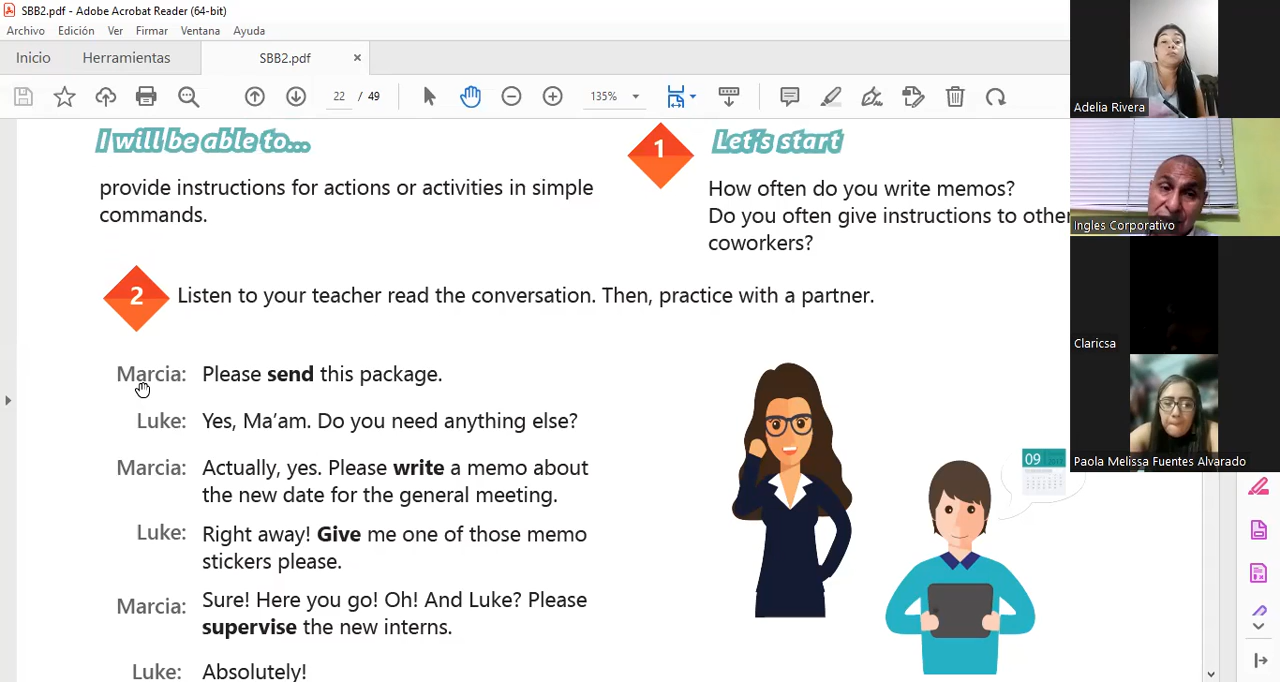 SBB2.pdf - Adobe Acrobat Reader (64-bit)
Archivo Edición Ver Firmar Ventana Ayuda
Inicio Herramientas SBB2.pdf ×
22 / 49 135%
I will be able to...
provide instructions for actions or activities in simple
commands.
1
Let's start
How often do you write memos?
Do you often give instructions to other
coworkers?
2
Listen to your teacher read the conversation. Then, practice with a partner.
Marcia: Please send this package.
Luke: Yes, Ma'am. Do you need anything else?
Marcia: Actually, yes. Please write a memo about
the new date for the general meeting.
Luke: Right away! Give me one of those memo
stickers please.
Marcia: Sure! Here you go! Oh! And Luke? Please
supervise the new interns.
Luke: Absolutely!
09
Adelia Rivera
Ingles Corporativo
Claricsa
Paola Melissa Fuentes Alvarado